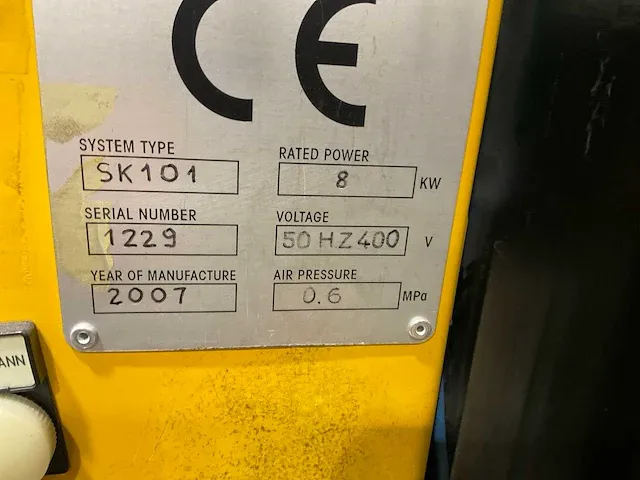 CE
SYSTEM TYPE
SK101
RATED POWER
8 KW
SERIAL NUMBER
1229
VOLTAGE
50 HZ 400 V
YEAR OF MANUFACTURE
2007
AIR PRESSURE
0.6 MPa
ANN